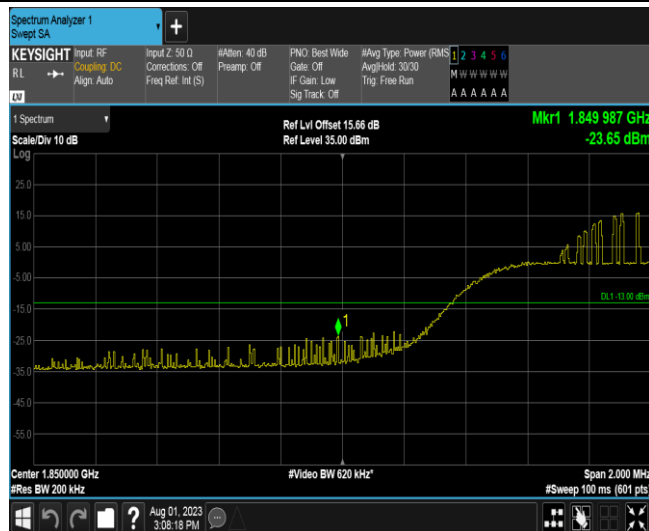 Spectrum Analyzer 1
Swept SA
+
KEYSIGHT
RL
Input: RF
Coupling: DC
Align: Auto
Input Z: 50 Ω
Corrections: Off
Freq Ref: Int (S)
#Atten: 40 dB
Preamp: Off
PNO: Best Wide
Gate: Off
IF Gain: Low
Sig Track: Off
#Avg Type: Power (RMS
Avg|Hold: 30/30
Trig: Free Run
1 2 3 4 5 6
M W W W W W
A A A A A A
LXI
1 Spectrum
Scale/Div 10 dB
Log
Ref Lvl Offset 15.66 dB
Ref Level 35.00 dBm
Mkr1 1.849 987 GHz
-23.65 dBm
25.0
15.0
5.00
-5.00
DL1 -13.00 dBm
-15.0
1
-25.0
-35.0
-45.0
-55.0
Center 1.850000 GHz
#Res BW 200 kHz
#Video BW 620 kHz*
Span 2.000 MHz
#Sweep 100 ms (601 pts)
?
Aug 01, 2023
3:08:18 PM